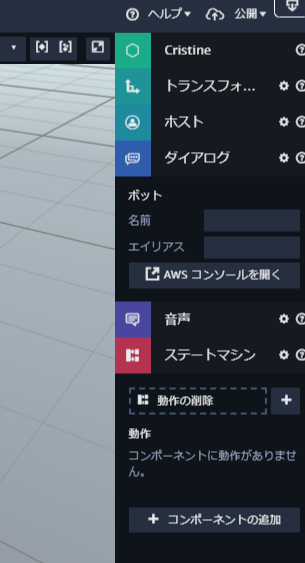 ヘルプ▾ 公開▾
Cristine
トランスフォ...
ホスト
ダイアログ
ボット
名前
エイリアス
AWS コンソールを開く
音声
ステートマシン
動作の削除
動作
コンポーネントに動作がありませ
ん。
コンポーネントの追加